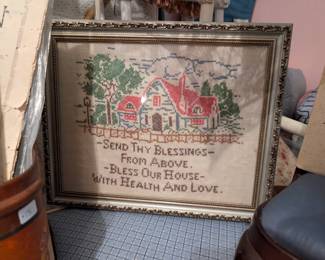 -Send Thy Blessings-
From Above.
-Bless Our House-
With Health And Love.